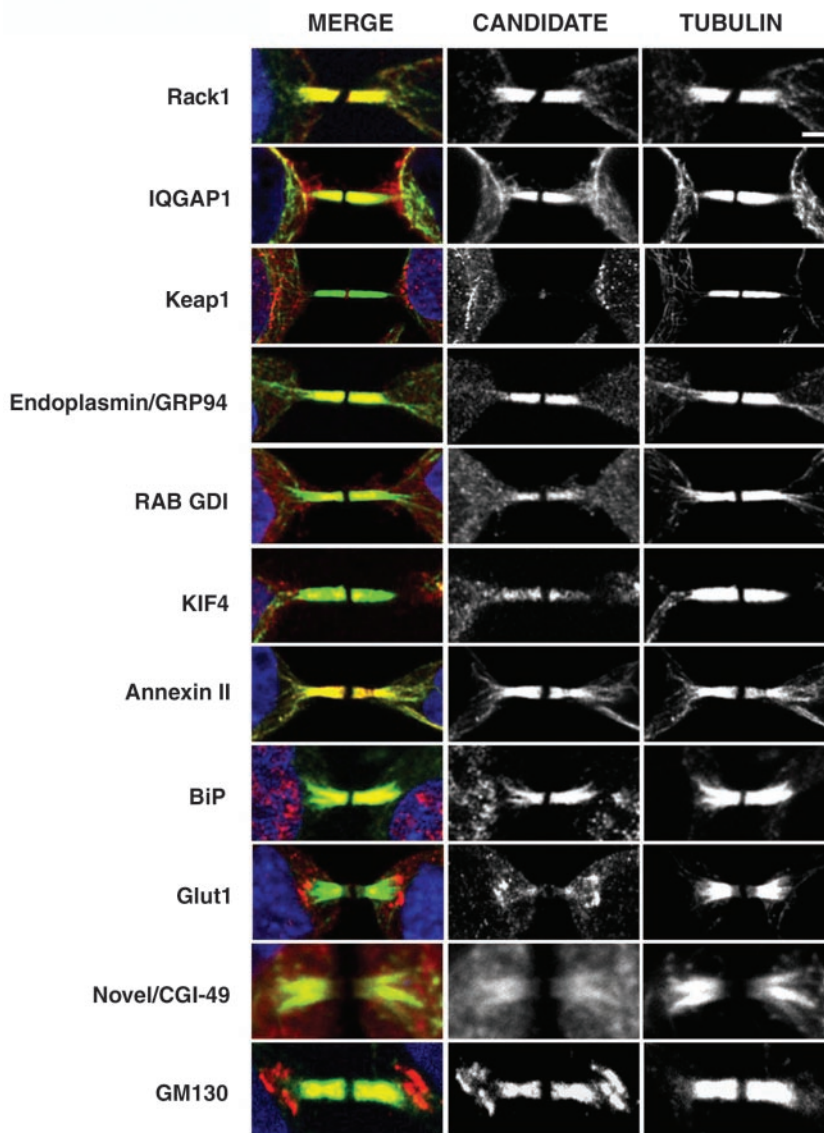 MERGE CANDIDATE TUBULIN
Rack1
IQGAP1
Keap1
Endoplasmin/GRP94
RAB GDI
KIF4
Annexin II
BiP
Glut1
Novel/CGI-49
GM130